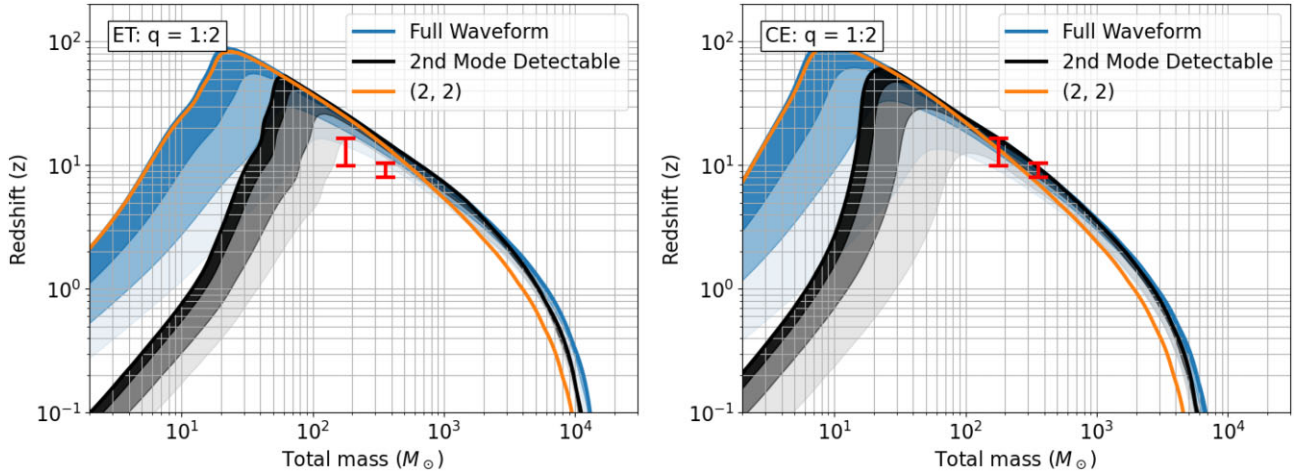 ET: q = 1:2
Full Waveform
2nd Mode Detectable
(2, 2)
10²
10¹
10⁰
10⁻¹
Redshift (z)
10¹ 10² 10³ 10⁴
Total mass (M☉)
CE: q = 1:2
Full Waveform
2nd Mode Detectable
(2, 2)
10²
10¹
10⁰
10⁻¹
Redshift (z)
10¹ 10² 10³ 10⁴
Total mass (M☉)